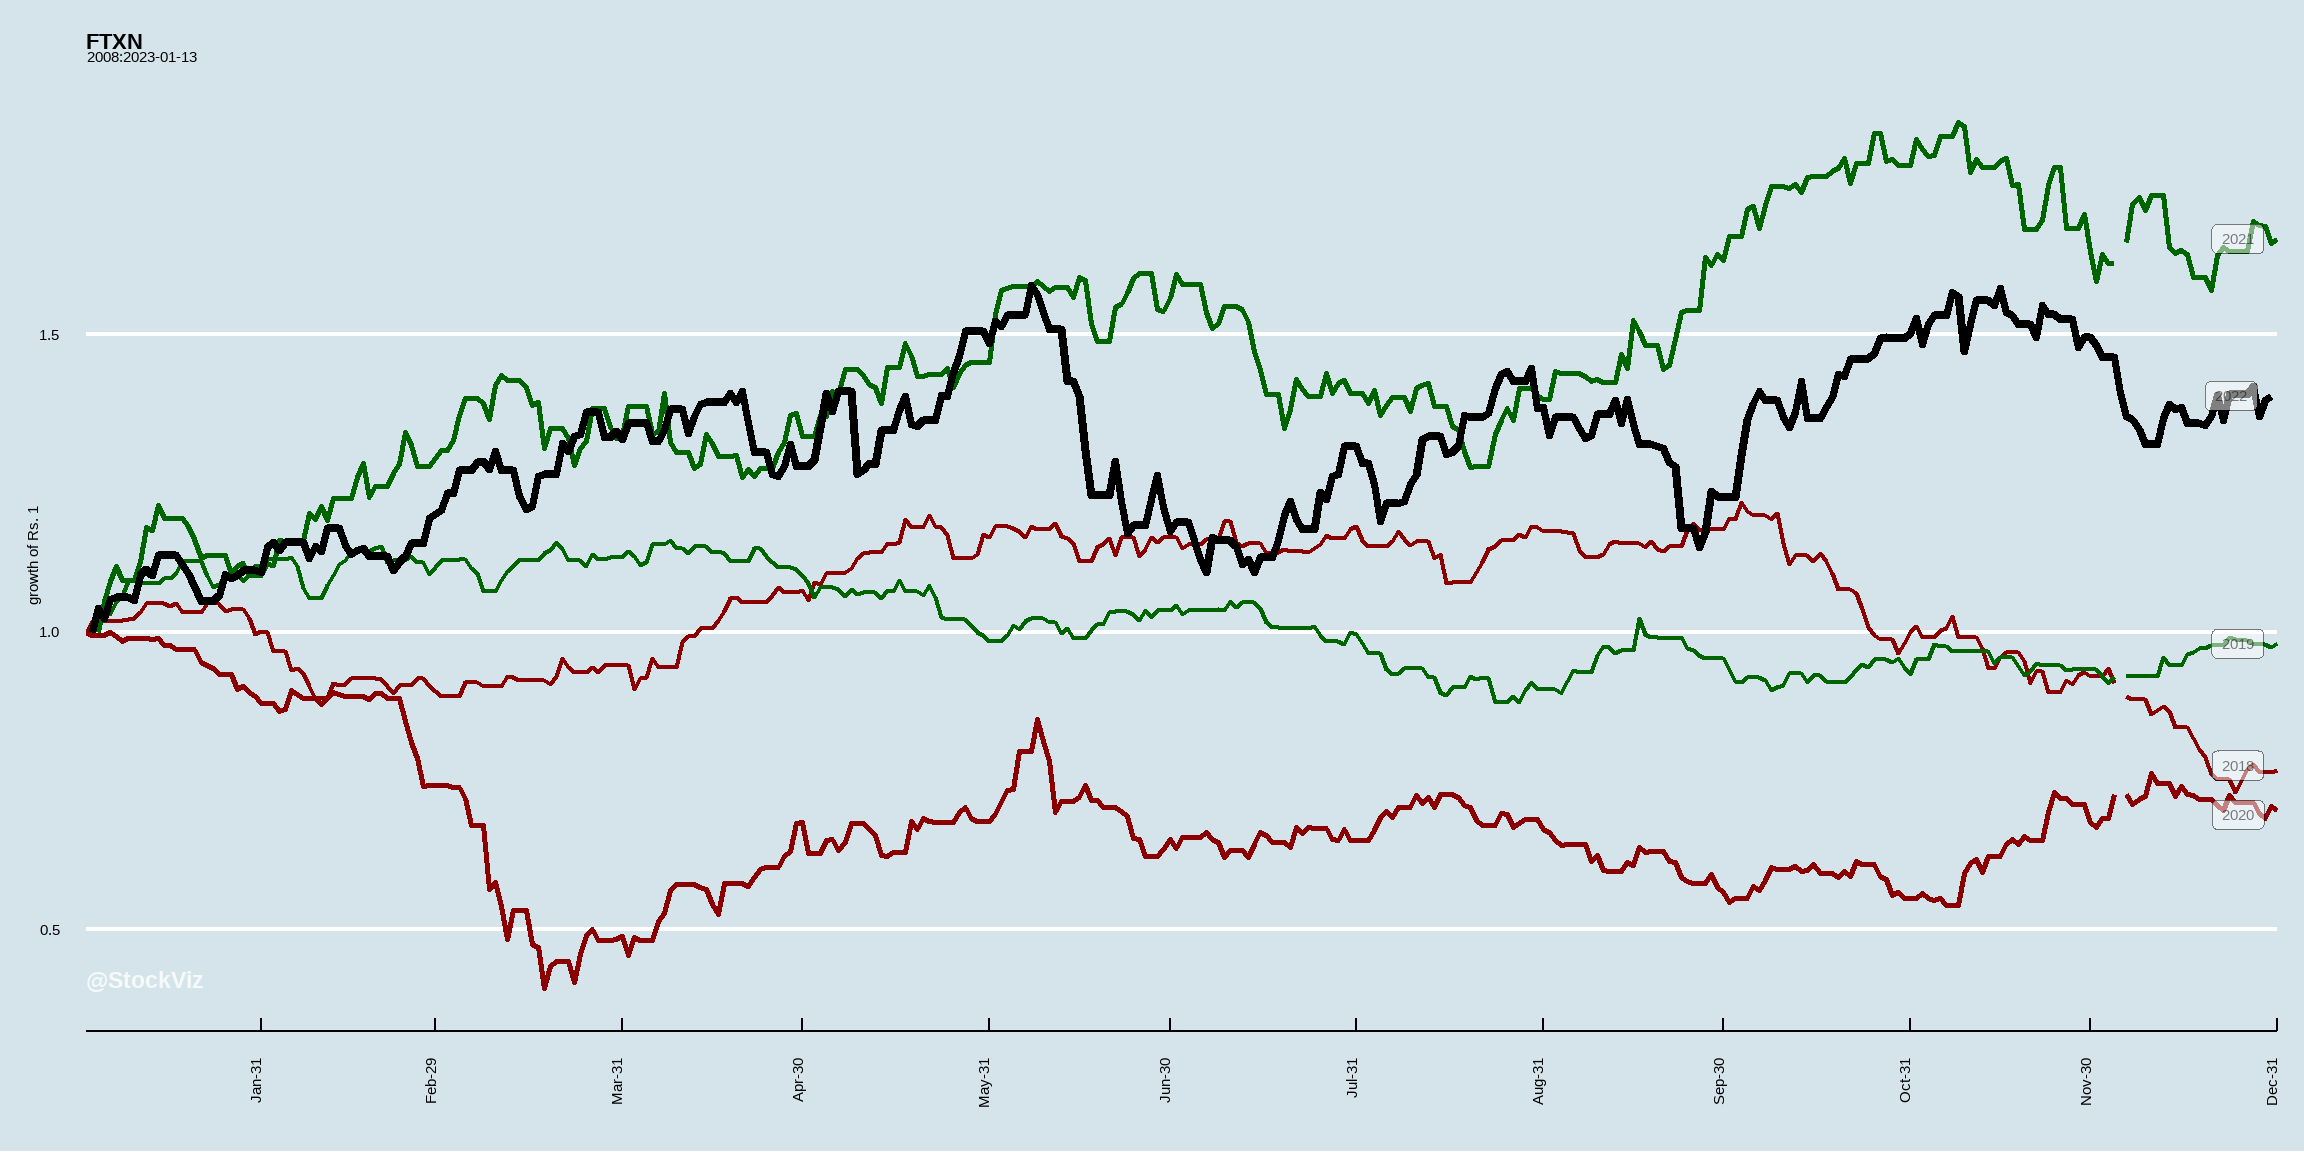 FTXN
2008:2023-01-13
growth of Rs. 1
1.5
1.0
0.5
2021
2022
2019
2018
2020
@StockViz
Jan-31
Feb-29
Mar-31
Apr-30
May-31
Jun-30
Jul-31
Aug-31
Sep-30
Oct-31
Nov-30
Dec-31